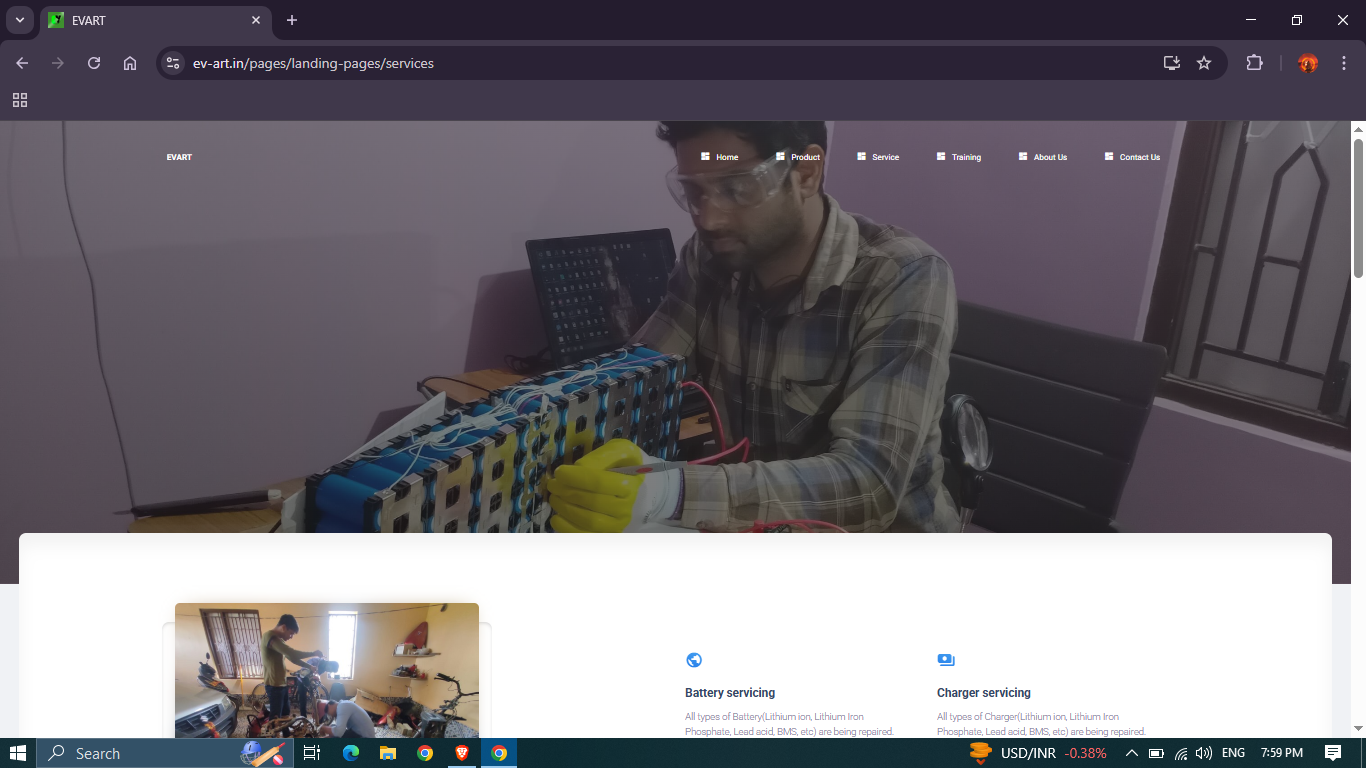 EVART
ev-art.in/pages/landing-pages/services
EVART
Home
Product
Service
Training
About Us
Contact Us
Battery servicing
All types of Battery(Lithium ion, Lithium Iron
Phosphate, Lead acid, BMS, etc) are being repaired.
Charger servicing
All types of Charger(Lithium ion, Lithium Iron
Phosphate, Lead acid, BMS, etc) are being repaired.
Search
USD/INR -0.38%
ENG
7:59 PM